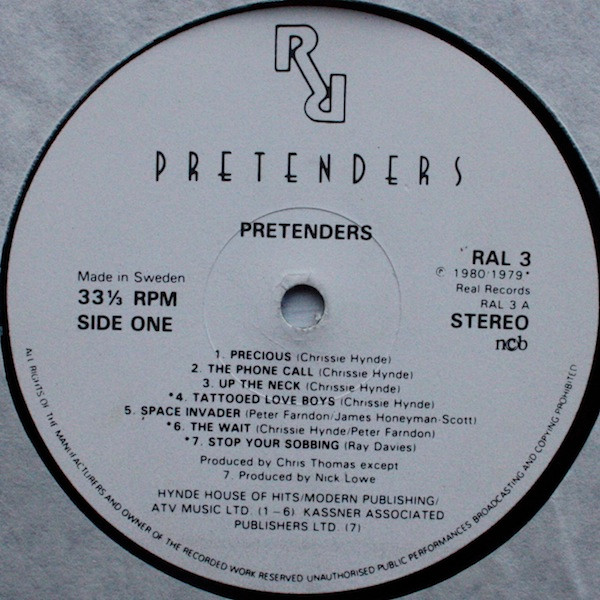 PRETENDERS
PRETENDERS
Made in Sweden
33⅓ RPM
SIDE ONE
RAL 3
℗ 1980/1979*
Real Records
RAL 3 A
STEREO
ncb
1. PRECIOUS (Chrissie Hynde)
2. THE PHONE CALL (Chrissie Hynde)
3. UP THE NECK (Chrissie Hynde)
*4. TATTOOED LOVE BOYS (Chrissie Hynde)
5. SPACE INVADER (Peter Farndon/James Honeyman-Scott)
*6. THE WAIT (Chrissie Hynde/Peter Farndon)
*7. STOP YOUR SOBBING (Ray Davies)
Produced by Chris Thomas except
7. Produced by Nick Lowe
HYNDE HOUSE OF HITS/MODERN PUBLISHING/
ATV MUSIC LTD. (1-6) KASSNER ASSOCIATED
PUBLISHERS LTD. (7)
ALL RIGHTS OF THE MANUFACTURERS AND OWNER OF THE RECORDED WORK RESERVED UNAUTHORISED PUBLIC PERFORMANCES BROADCASTING AND COPYING PROHIBITED